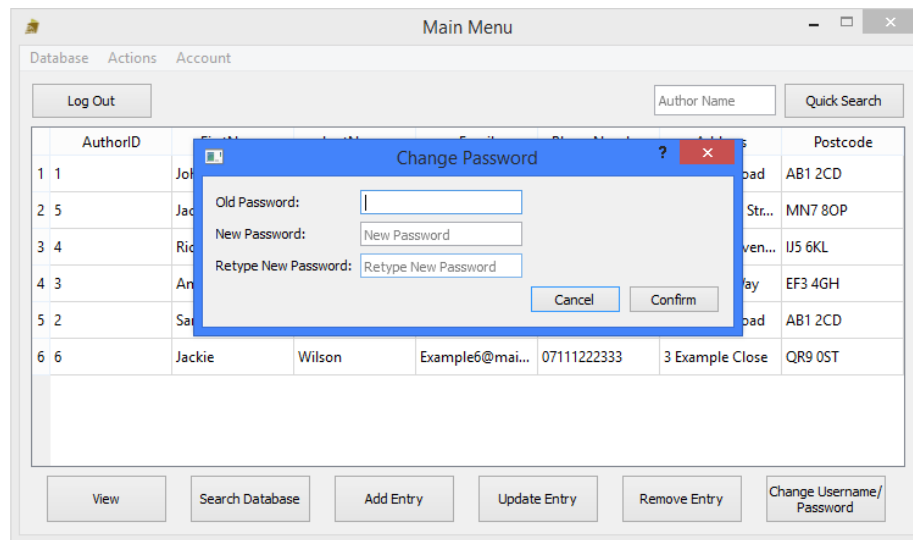 Main Menu
Database Actions Account
Log Out Author Name Quick Search
AuthorID Postcode
Change Password ?
1 1 AB1 2CD
Old Password:
2 5 Str... MN7 8OP
New Password: New Password
3 4 IJ5 6KL
Retype New Password: Retype New Password
4 3 EF3 4GH
Cancel Confirm
5 2 AB1 2CD
6 6 Jackie Wilson Example6@mai... 07111222333 3 Example Close QR9 0ST
View Search Database Add Entry Update Entry Remove Entry Change Username/
Password